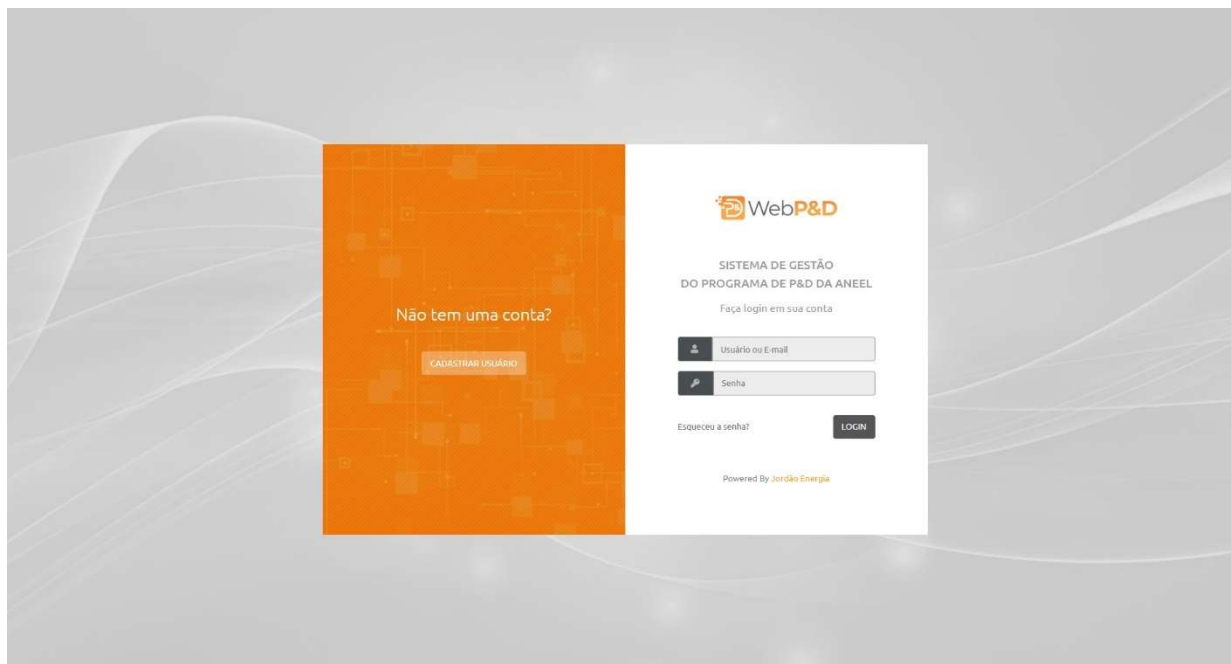 Não tem uma conta?
CADASTRAR USUÁRIO
WebP&D
SISTEMA DE GESTÃO
DO PROGRAMA DE P&D DA ANEEL
Faça login em sua conta
Usuário ou E-mail
Senha
Esqueceu a senha?
LOGIN
Powered By Jordão Energia